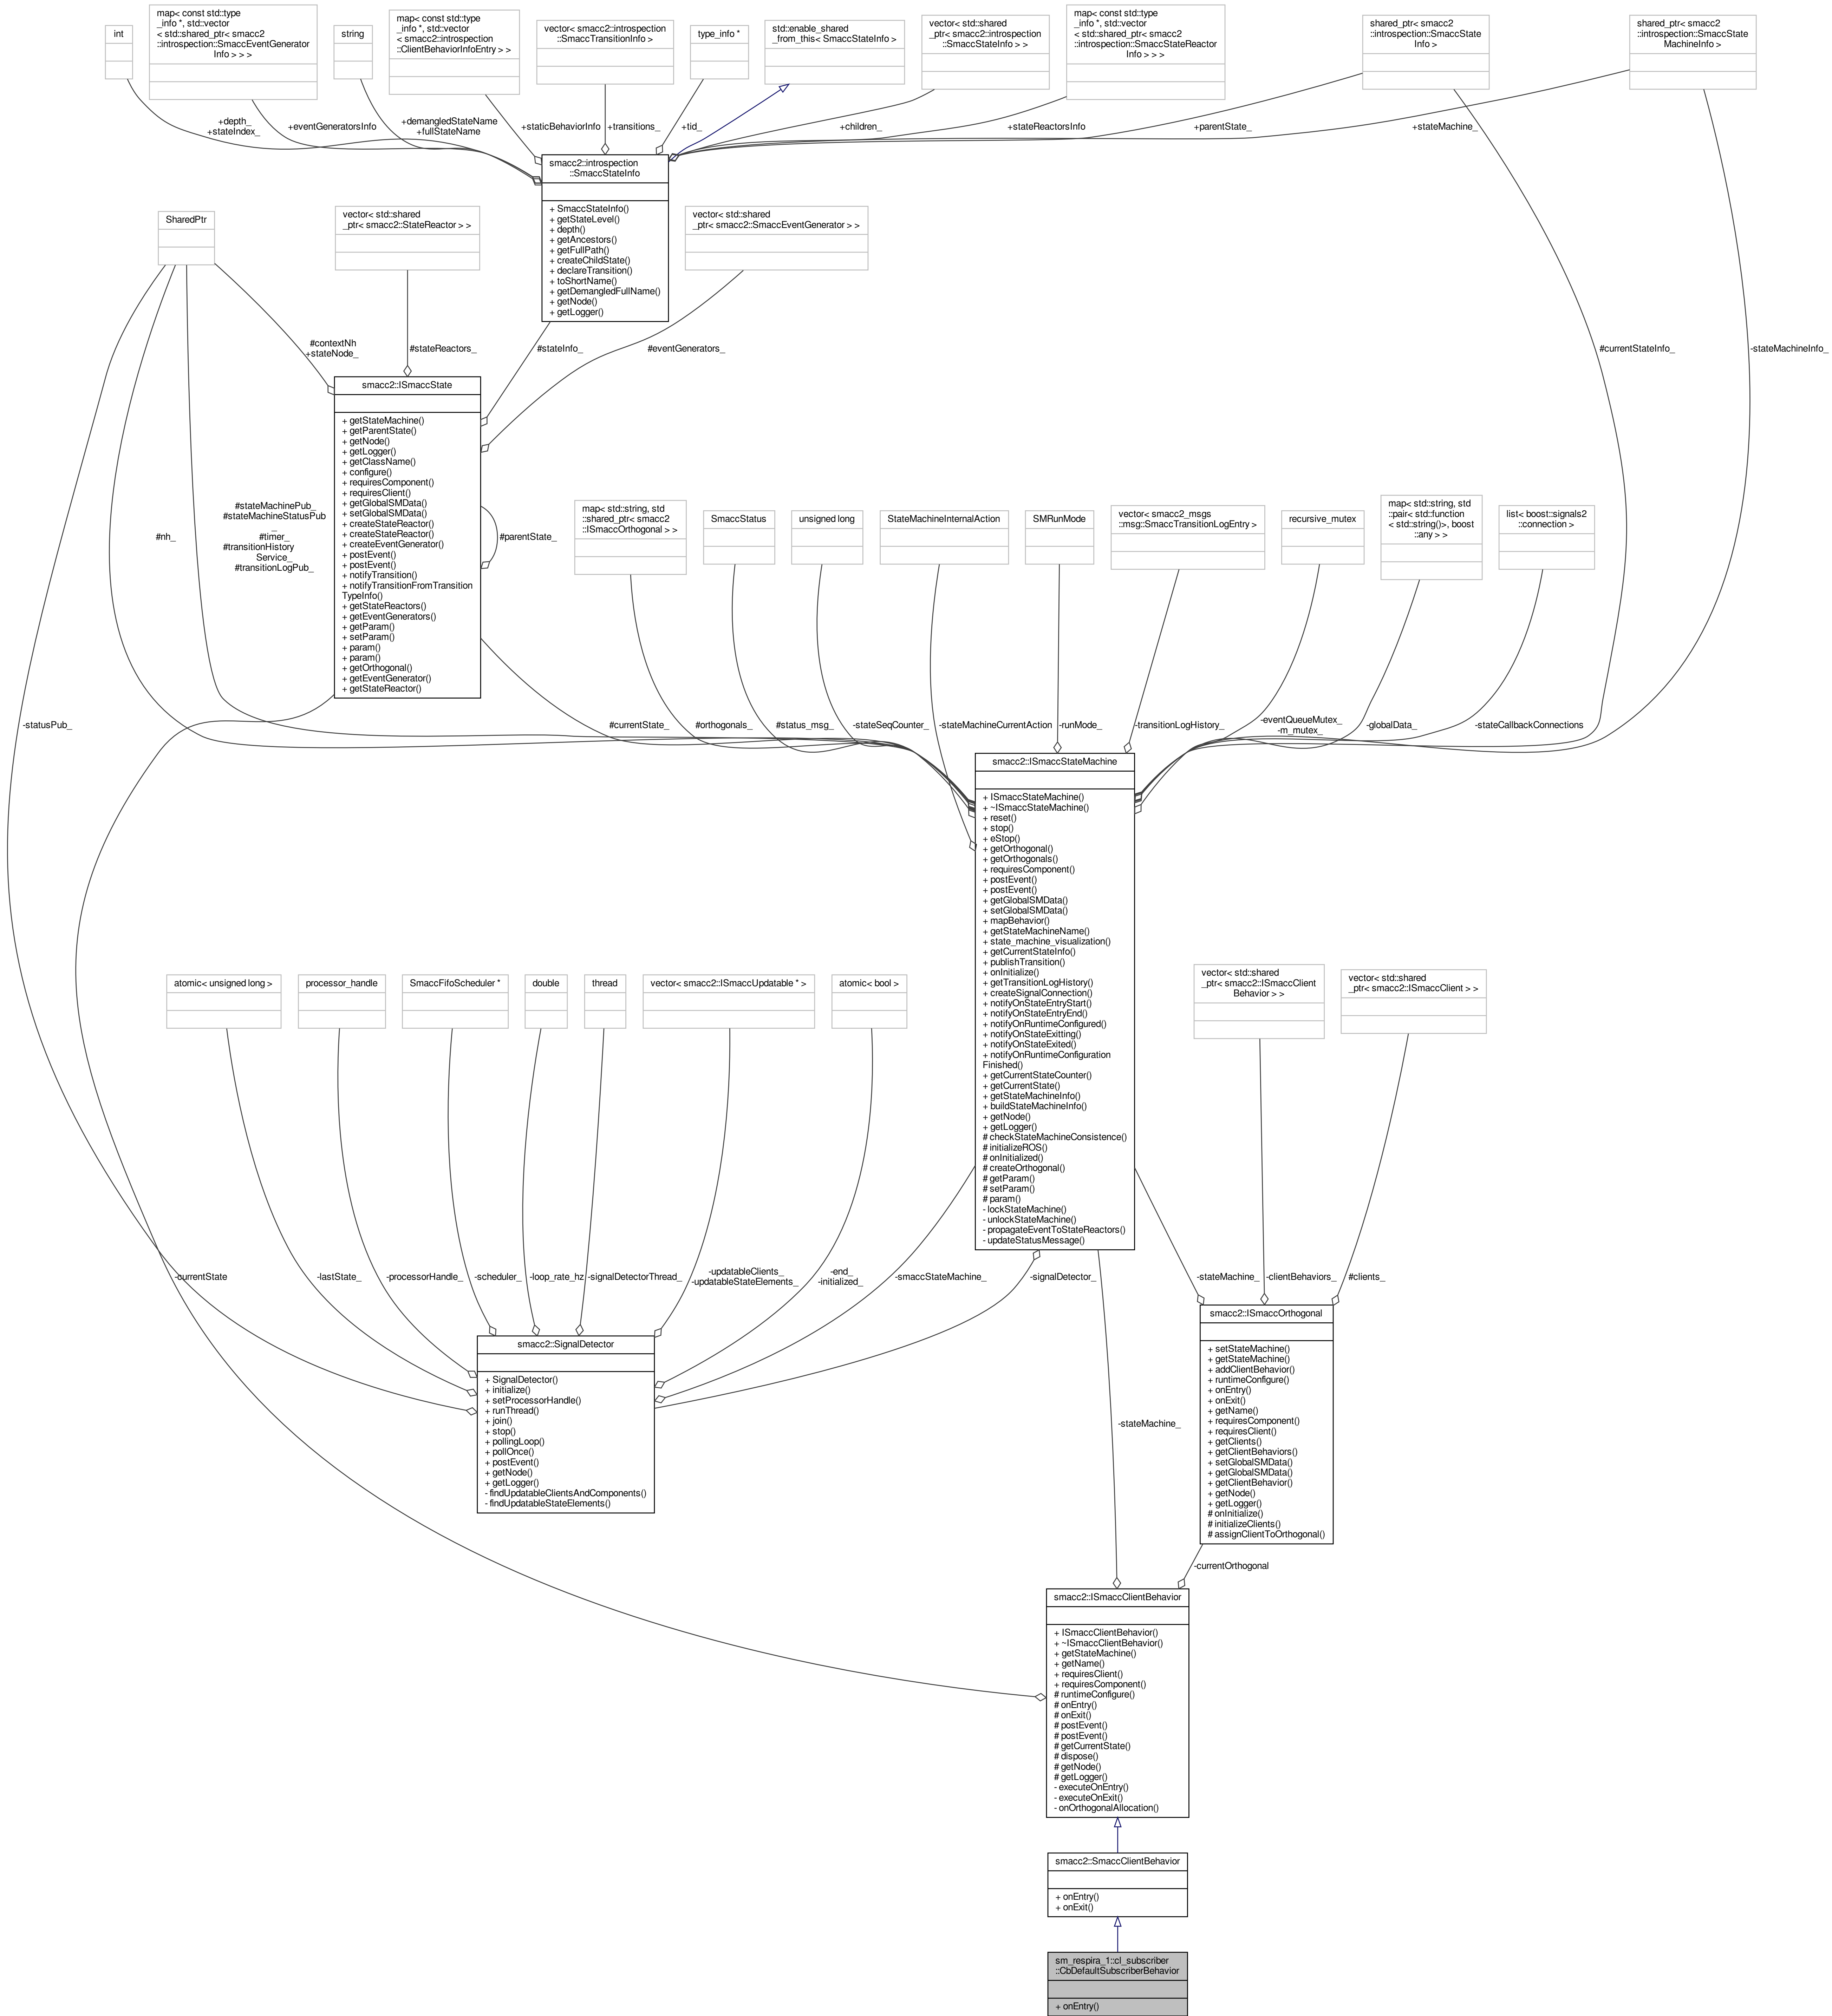 int
map< const std::type
_info *, std::vector
< std::shared_ptr< smacc2
::introspection::SmaccEventGenerator
Info > > >
string
map< const std::type
_info *, std::vector
< smacc2::introspection
::ClientBehaviorInfoEntry > >
vector< smacc2::introspection
::SmaccTransitionInfo >
type_info *
std::enable_shared
_from_this< SmaccStateInfo >
vector< std::shared
_ptr< smacc2::introspection
::SmaccStateInfo > >
map< const std::type
_info *, std::vector
< std::shared_ptr< smacc2
::introspection::SmaccStateReactor
Info > > >
shared_ptr< smacc2
::introspection::SmaccState
Info >
shared_ptr< smacc2
::introspection::SmaccState
MachineInfo >
+depth_
+stateIndex_
+eventGeneratorsInfo
+demangledStateName
+fullStateName
+staticBehaviorInfo
+transitions_
+tid_
+children_
+stateReactorsInfo
+parentState_
+stateMachine_
smacc2::introspection
::SmaccStateInfo
+ SmaccStateInfo()
+ getStateLevel()
+ depth()
+ getAncestors()
+ getFullPath()
+ createChildState()
+ declareTransition()
+ toShortName()
+ getDemangledFullName()
+ getNode()
+ getLogger()
SharedPtr
vector< std::shared
_ptr< smacc2::StateReactor > >
vector< std::shared
_ptr< smacc2::SmaccEventGenerator > >
#contextNh
+stateNode_
#stateReactors_
#stateInfo_
#eventGenerators_
#currentStateInfo_
-stateMachineInfo_
smacc2::ISmaccState
+ getStateMachine()
+ getParentState()
+ getNode()
+ getLogger()
+ getClassName()
+ configure()
+ requiresComponent()
+ requiresClient()
+ getGlobalSMData()
+ setGlobalSMData()
+ createStateReactor()
+ createStateReactor()
+ createEventGenerator()
+ postEvent()
+ postEvent()
+ notifyTransition()
+ notifyTransitionFromTransition
TypeInfo()
+ getStateReactors()
+ getEventGenerators()
+ getParam()
+ setParam()
+ param()
+ param()
+ getOrthogonal()
+ getEventGenerator()
+ getStateReactor()
#parentState_
#nh_
#stateMachinePub_
#stateMachineStatusPub
_
#timer_
#transitionHistory
Service_
#transitionLogPub_
map< std::string, std
::shared_ptr< smacc2
::ISmaccOrthogonal > >
SmaccStatus
unsigned long
StateMachineInternalAction
SMRunMode
vector< smacc2_msgs
::msg::SmaccTransitionLogEntry >
recursive_mutex
map< std::string, std
::pair< std::function
< std::string()>, boost
::any > >
list< boost::signals2
::connection >
-statusPub_
#currentState_
#orthogonals_
#status_msg_
-stateSeqCounter_
-stateMachineCurrentAction
-runMode_
-transitionLogHistory_
-eventQueueMutex_
-m_mutex_
-globalData_
-stateCallbackConnections
smacc2::ISmaccStateMachine
+ ISmaccStateMachine()
+ ~ISmaccStateMachine()
+ reset()
+ stop()
+ eStop()
+ getOrthogonal()
+ getOrthogonals()
+ requiresComponent()
+ postEvent()
+ postEvent()
+ getGlobalSMData()
+ setGlobalSMData()
+ mapBehavior()
+ getStateMachineName()
+ state_machine_visualization()
+ getCurrentStateInfo()
+ publishTransition()
+ onInitialize()
+ getTransitionLogHistory()
+ createSignalConnection()
+ notifyOnStateEntryStart()
+ notifyOnStateEntryEnd()
+ notifyOnRuntimeConfigured()
+ notifyOnStateExitting()
+ notifyOnStateExited()
+ notifyOnRuntimeConfiguration
Finished()
+ getCurrentStateCounter()
+ getCurrentState()
+ getStateMachineInfo()
+ buildStateMachineInfo()
+ getNode()
+ getLogger()
# checkStateMachineConsistence()
# initializeROS()
# onInitialized()
# createOrthogonal()
# getParam()
# setParam()
# param()
- lockStateMachine()
- unlockStateMachine()
- propagateEventToStateReactors()
- updateStatusMessage()
atomic< unsigned long >
processor_handle
SmaccFifoScheduler *
double
thread
vector< smacc2::ISmaccUpdatable * >
atomic< bool >
vector< std::shared
_ptr< smacc2::ISmaccClient
Behavior > >
vector< std::shared
_ptr< smacc2::ISmaccClient > >
-currentState
-lastState_
-processorHandle_
-scheduler_
-loop_rate_hz
-signalDetectorThread_
-updatableClients_
-updatableStateElements_
-end_
-initialized_
-smaccStateMachine_
-signalDetector_
-stateMachine_
-clientBehaviors_
#clients_
smacc2::SignalDetector
+ SignalDetector()
+ initialize()
+ setProcessorHandle()
+ runThread()
+ join()
+ stop()
+ pollingLoop()
+ pollOnce()
+ postEvent()
+ getNode()
+ getLogger()
- findUpdatableClientsAndComponents()
- findUpdatableStateElements()
smacc2::ISmaccOrthogonal
+ setStateMachine()
+ getStateMachine()
+ addClientBehavior()
+ runtimeConfigure()
+ onEntry()
+ onExit()
+ getName()
+ requiresComponent()
+ requiresClient()
+ getClients()
+ getClientBehaviors()
+ setGlobalSMData()
+ getGlobalSMData()
+ getClientBehavior()
+ getNode()
+ getLogger()
# onInitialize()
# initializeClients()
# assignClientToOrthogonal()
-stateMachine_
-currentOrthogonal
smacc2::ISmaccClientBehavior
+ ISmaccClientBehavior()
+ ~ISmaccClientBehavior()
+ getStateMachine()
+ getName()
+ requiresClient()
+ requiresComponent()
# runtimeConfigure()
# onEntry()
# onExit()
# postEvent()
# postEvent()
# getCurrentState()
# dispose()
# getNode()
# getLogger()
- executeOnEntry()
- executeOnExit()
- onOrthogonalAllocation()
smacc2::SmaccClientBehavior
+ onEntry()
+ onExit()
sm_respira_1::cl_subscriber
::CbDefaultSubscriberBehavior
+ onEntry()